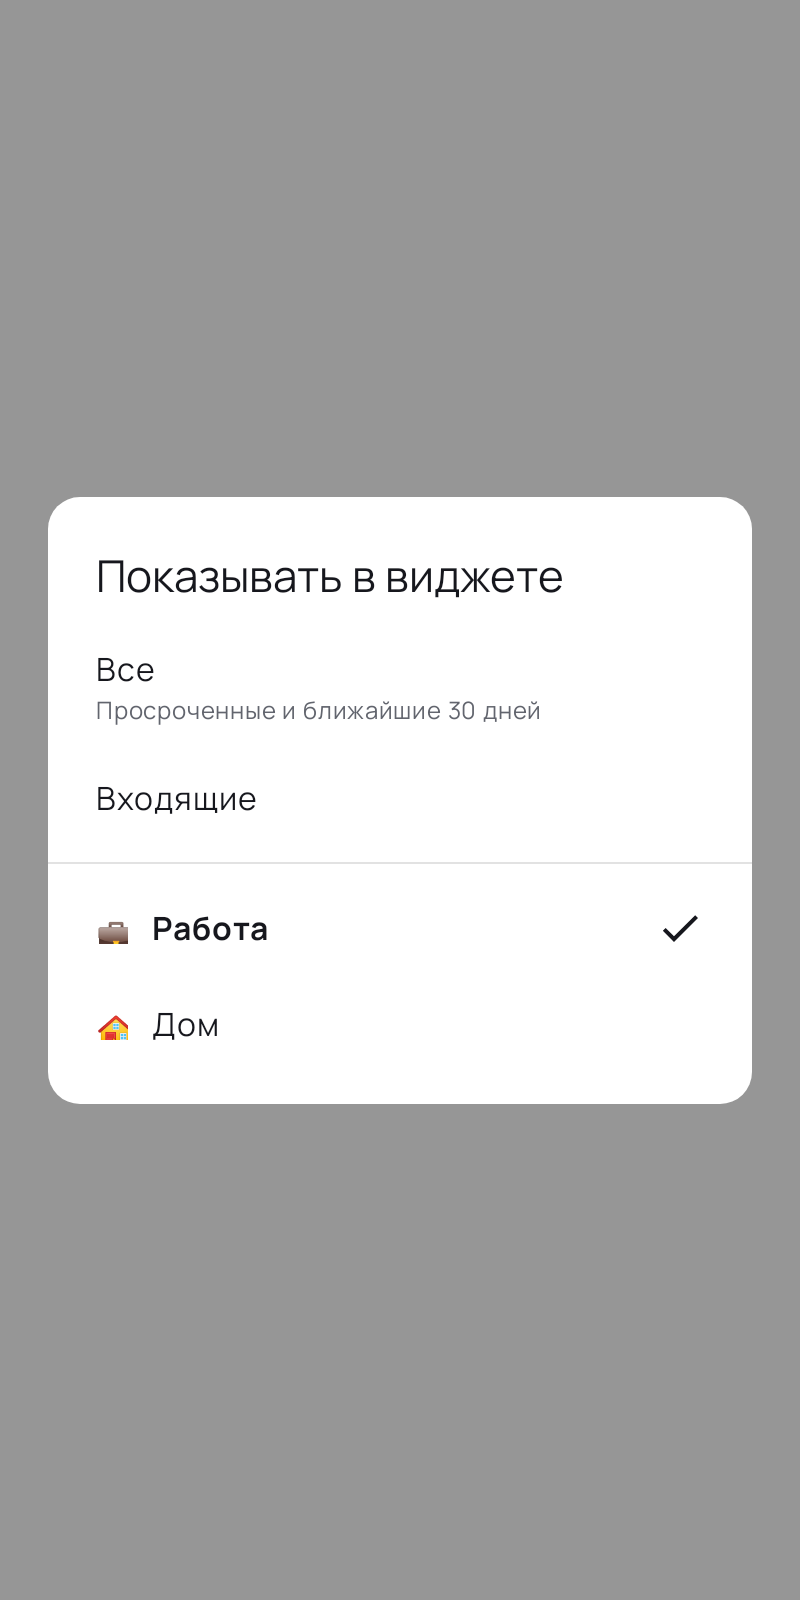 Показывать в виджете
Все
Просроченные и ближайшие 30 дней
Входящие
Работа
Дом